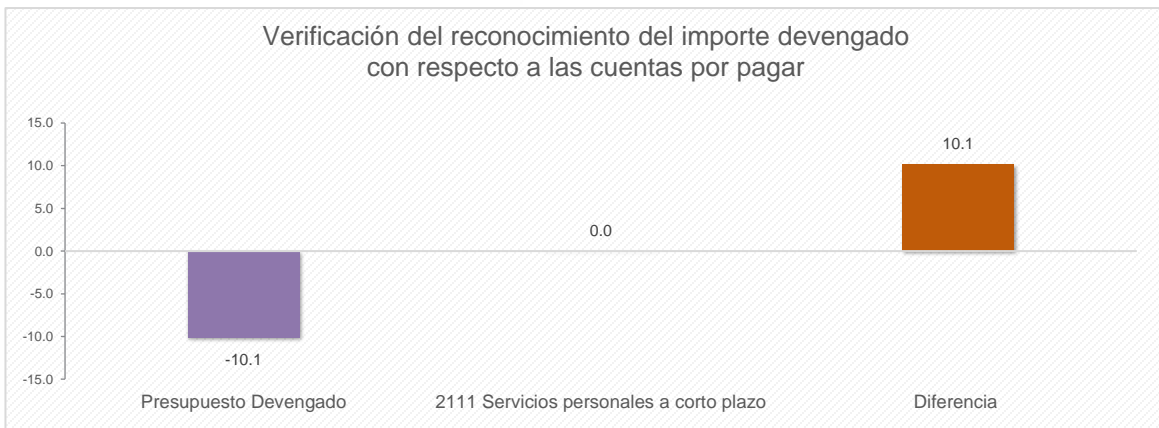 Verificación del reconocimiento del importe devengado
con respecto a las cuentas por pagar
15.0
10.0
5.0
0.0
-5.0
-10.0
-15.0
-10.1
0.0
10.1
Presupuesto Devengado
2111 Servicios personales a corto plazo
Diferencia